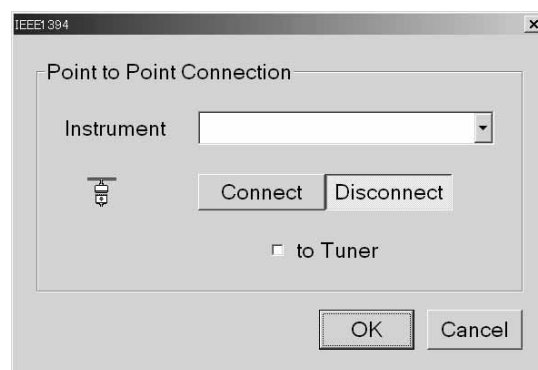 IEEE1394
Point to Point Connection
Instrument
Connect Disconnect
to Tuner
OK Cancel